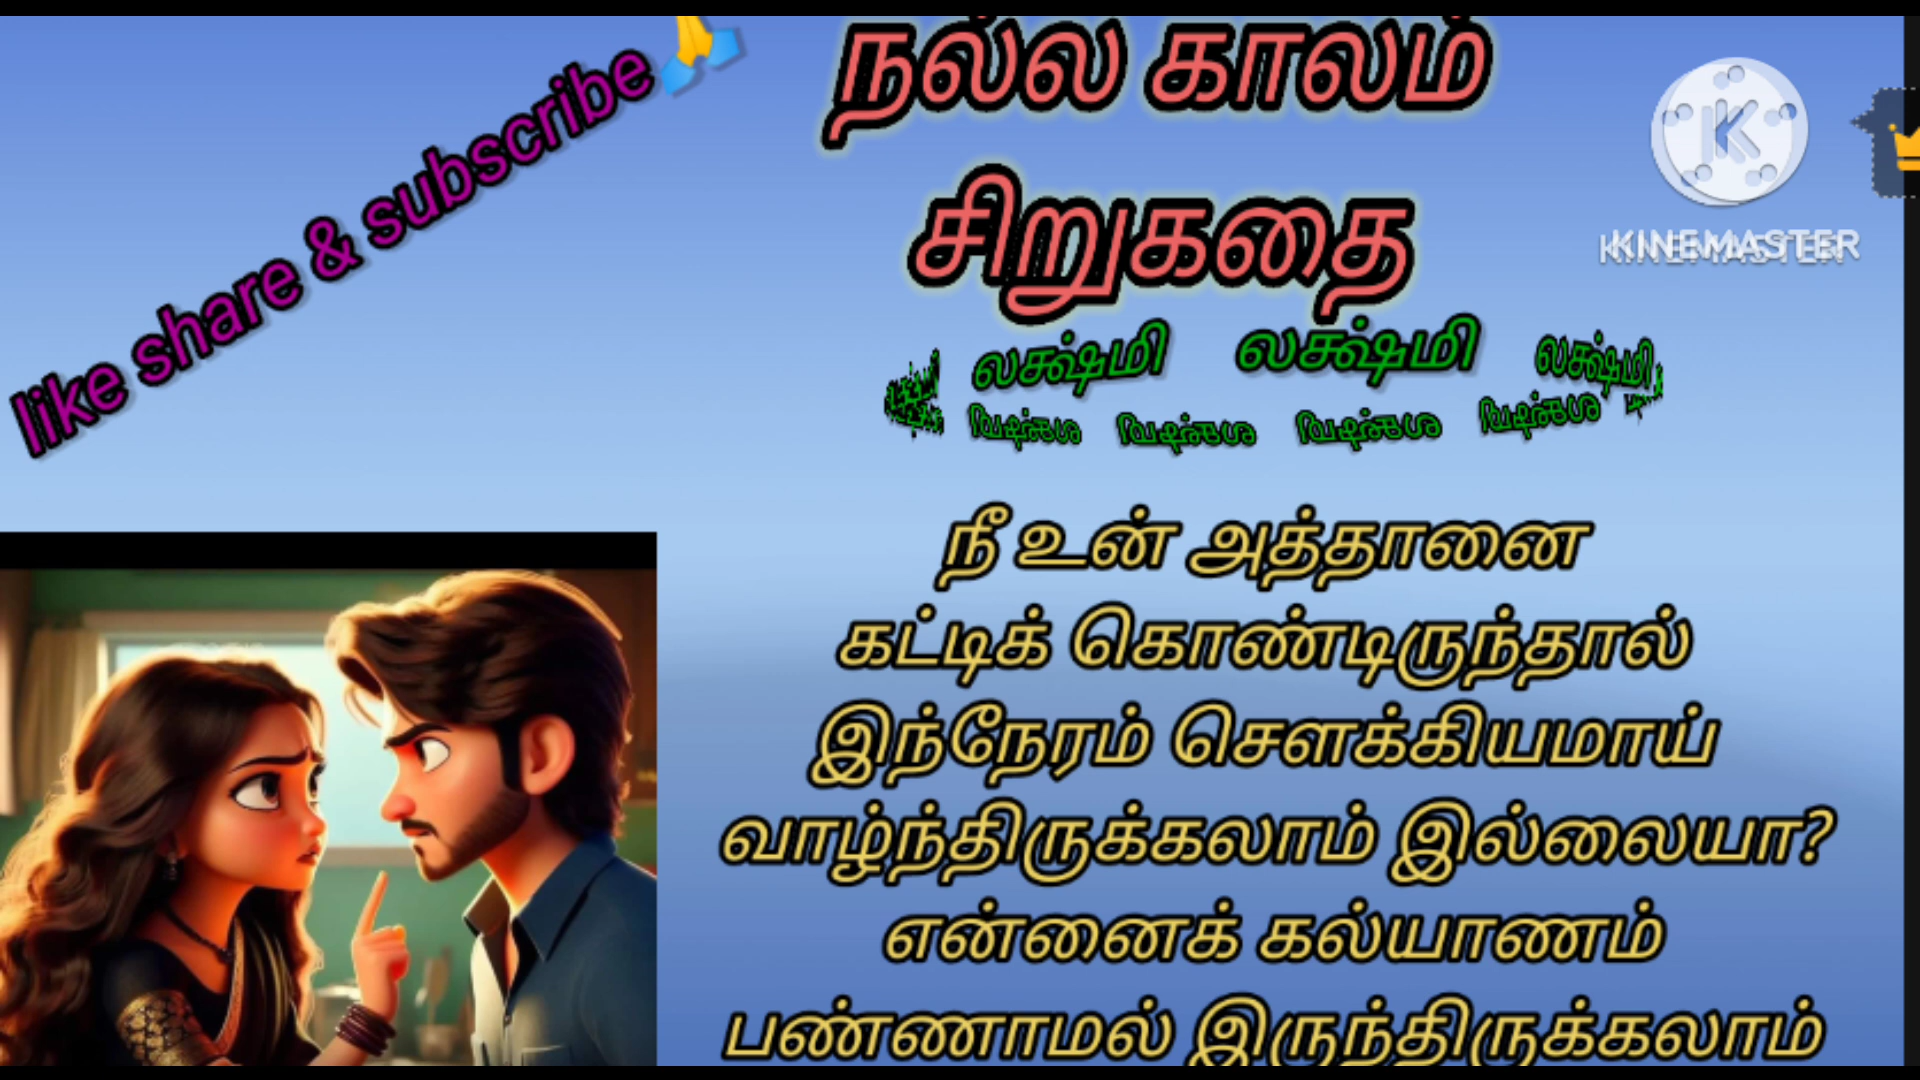 like share & subscribe🙏
நல்ல காலம்
சிறுகதை
லக்ஷ்மி லக்ஷ்மி லக்ஷ்மி
KINEMASTER
நீ உன் அத்தானை
கட்டிக் கொண்டிருந்தால்
இந்நேரம் சௌக்கியமாய்
வாழ்ந்திருக்கலாம் இல்லையா?
என்னைக் கல்யாணம்
பண்ணாமல் இருந்திருக்கலாம்